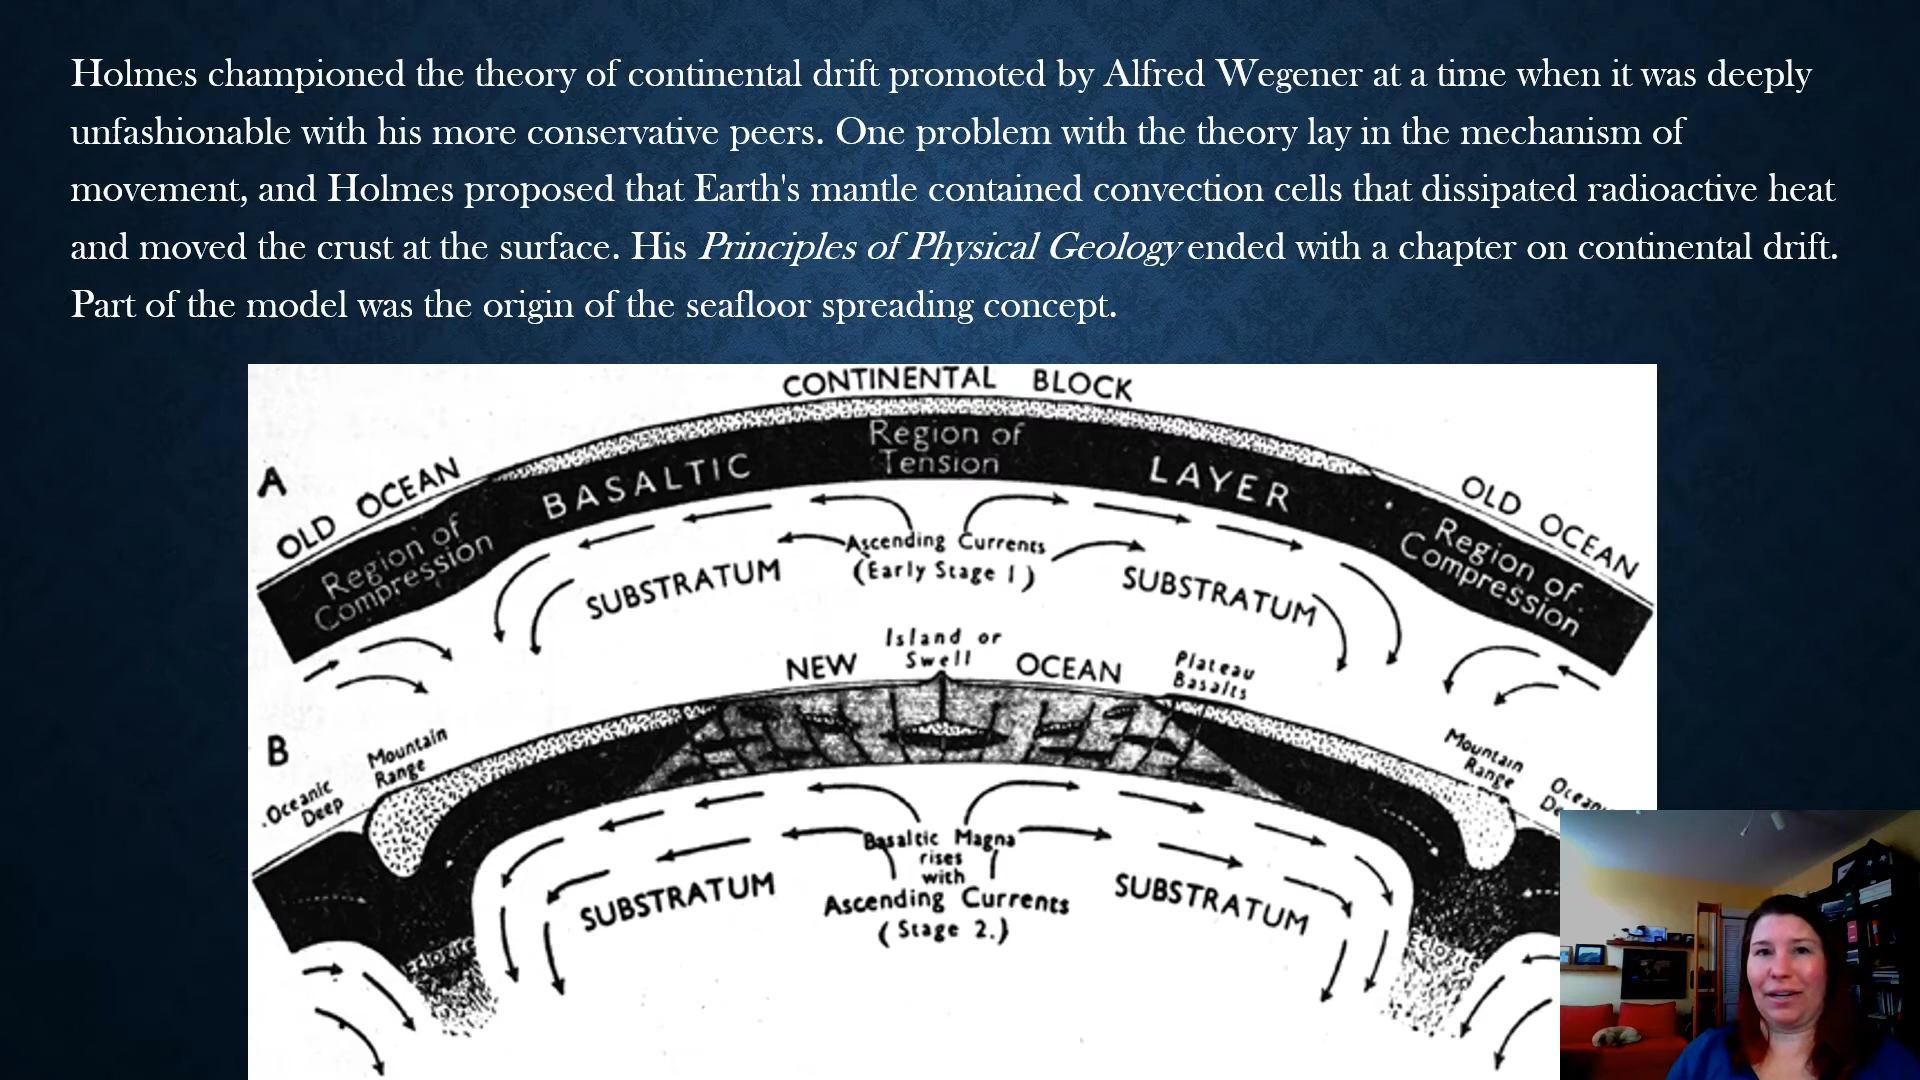 Holmes championed the theory of continental drift promoted by Alfred Wegener at a time when it was deeply
unfashionable with his more conservative peers. One problem with the theory lay in the mechanism of
movement, and Holmes proposed that Earth's mantle contained convection cells that dissipated radioactive heat
and moved the crust at the surface. His Principles of Physical Geology ended with a chapter on continental drift.
Part of the model was the origin of the seafloor spreading concept.
CONTINENTAL BLOCK
A
OLD OCEAN
Region of
Compression
BASALTIC
Region of
Tension
LAYER
OLD OCEAN
Region of
Compression
SUBSTRATUM
Ascending Currents
(Early Stage 1)
SUBSTRATUM
B
Oceanic
Deep
Mountain
Range
NEW
Island or
Swell
OCEAN
Plateau
Basalts
Mountain
Range
SUBSTRATUM
Basaltic Magna
rises
with
Ascending Currents
(Stage 2.)
SUBSTRATUM
Eclogite
Eclogite